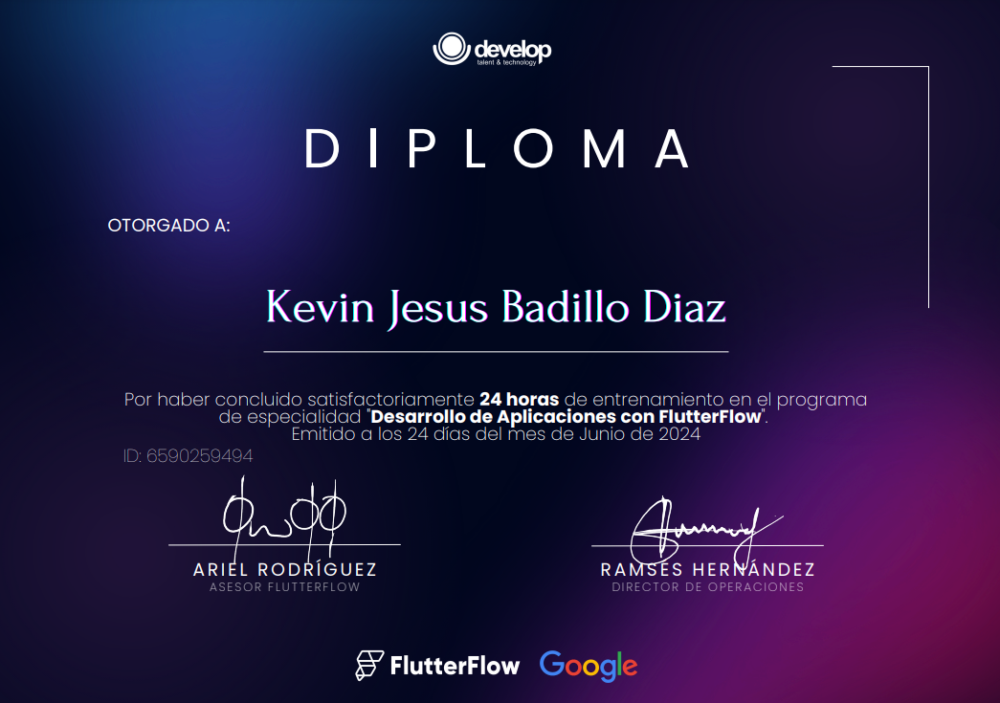 develop
talent & technology
DIPLOMA
OTORGADO A:
Kevin Jesus Badillo Diaz
Por haber concluido satisfactoriamente 24 horas de entrenamiento en el programa
de especialidad "Desarrollo de Aplicaciones con FlutterFlow".
Emitido a los 24 días del mes de Junio de 2024
ID: 6590259494
ARIEL RODRÍGUEZ
ASESOR FLUTTERFLOW
RAMSES HERNÁNDEZ
DIRECTOR DE OPERACIONES
FlutterFlow Google